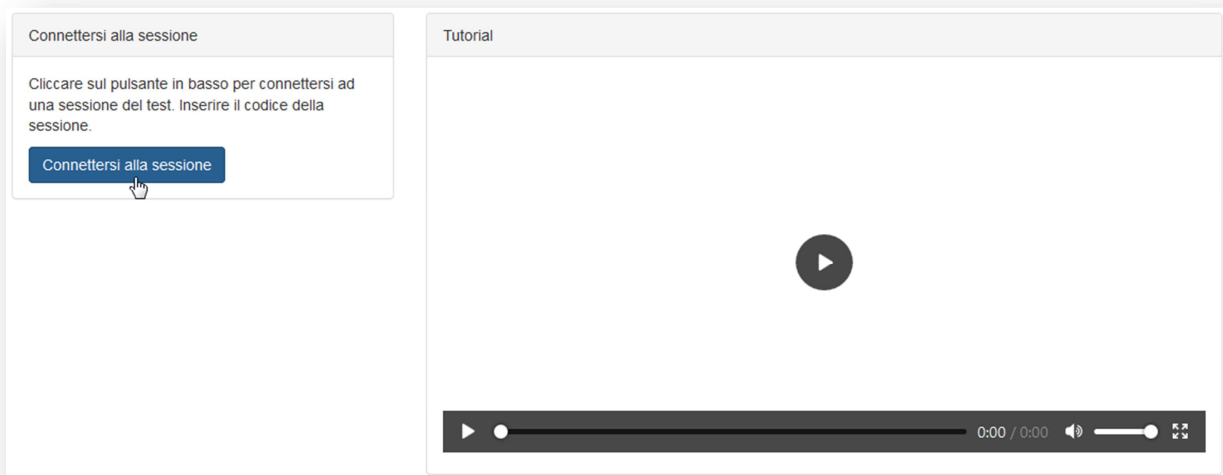 Connettersi alla sessione
Cliccare sul pulsante in basso per connettersi ad
una sessione del test. Inserire il codice della
sessione.
Connettersi alla sessione
Tutorial
0:00 / 0:00